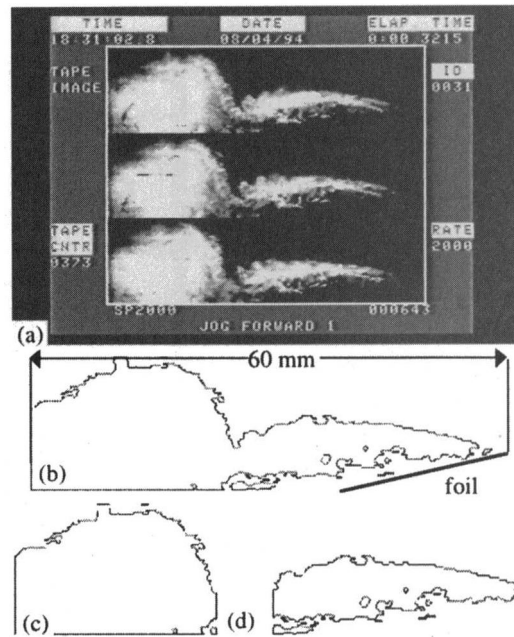 TIME DATE ELAP TIME
18:31:02.8 08/04/94 0:00.3215
TAPE IMAGE
ID
0031
TAPE CNTR
0373
RATE
2000
SP2000 000643
JOG FORWARD 1
(a)
60 mm
(b)
foil
(c) (d)